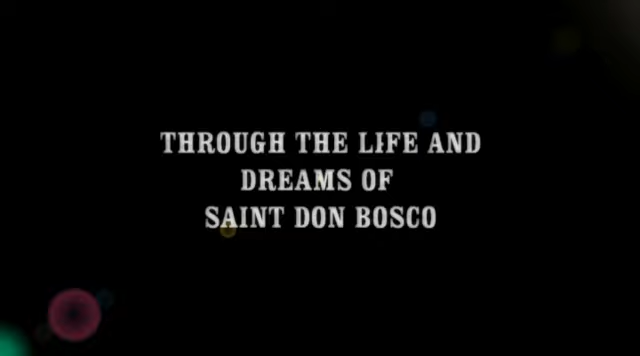 THROUGH THE LIFE AND
DREAMS OF
SAINT DON BOSCO